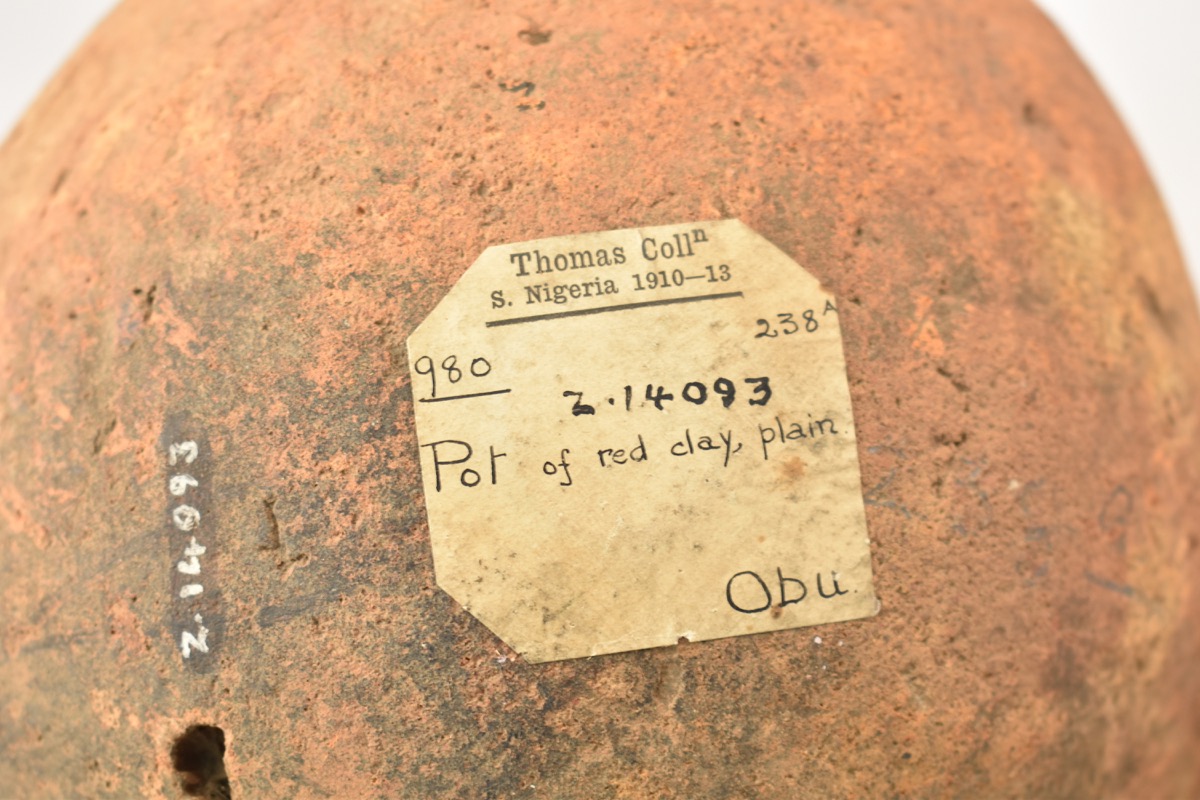 Thomas Collⁿ
S. Nigeria 1910—13
238ᴬ
980
Z.14093
Pot of red clay, plain.
Obu.
Z.14093